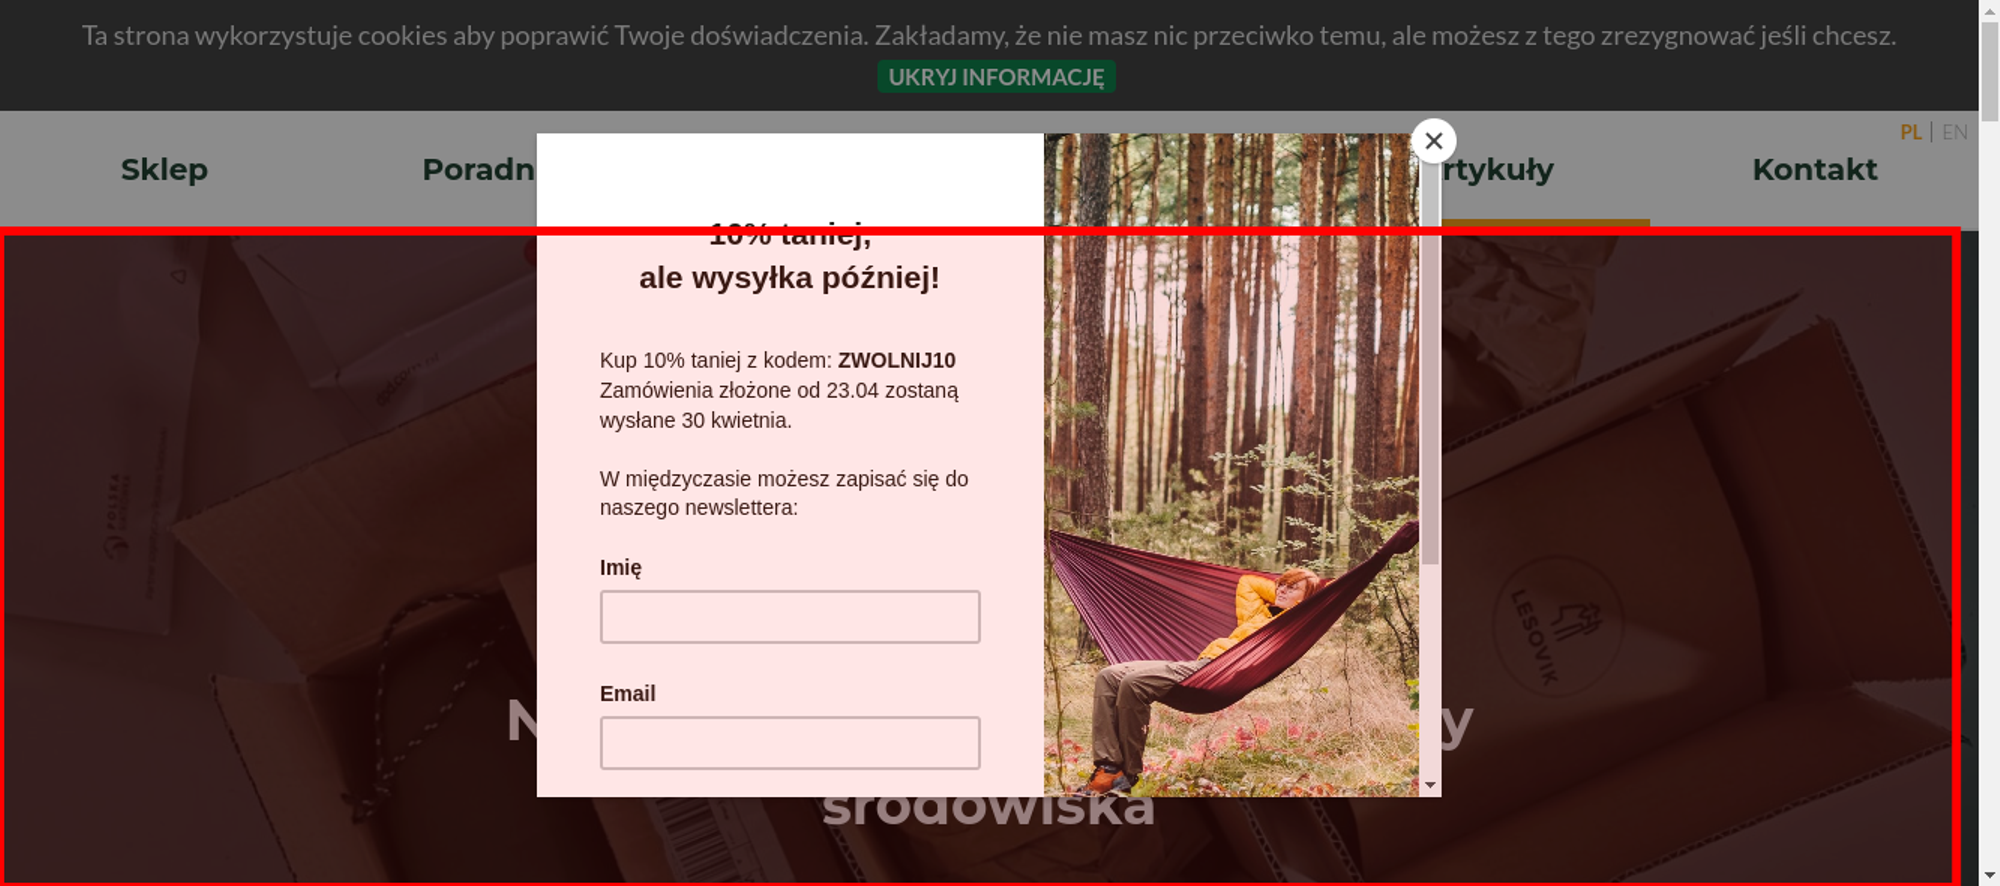 Ta strona wykorzystuje cookies aby poprawić Twoje doświadczenia. Zakładamy, że nie masz nic przeciwko temu, ale możesz z tego zrezygnować jeśli chcesz.
UKRYJ INFORMACJĘ
PL | EN
Sklep
Poradn
rtykuły
Kontakt
10% taniej,
ale wysyłka później!
Kup 10% taniej z kodem: ZWOLNIJ10
Zamówienia złożone od 23.04 zostaną
wysłane 30 kwietnia.
W międzyczasie możesz zapisać się do
naszego newslettera:
Imię
Email
POLSKA
LESOVIK
N
y
środowiska